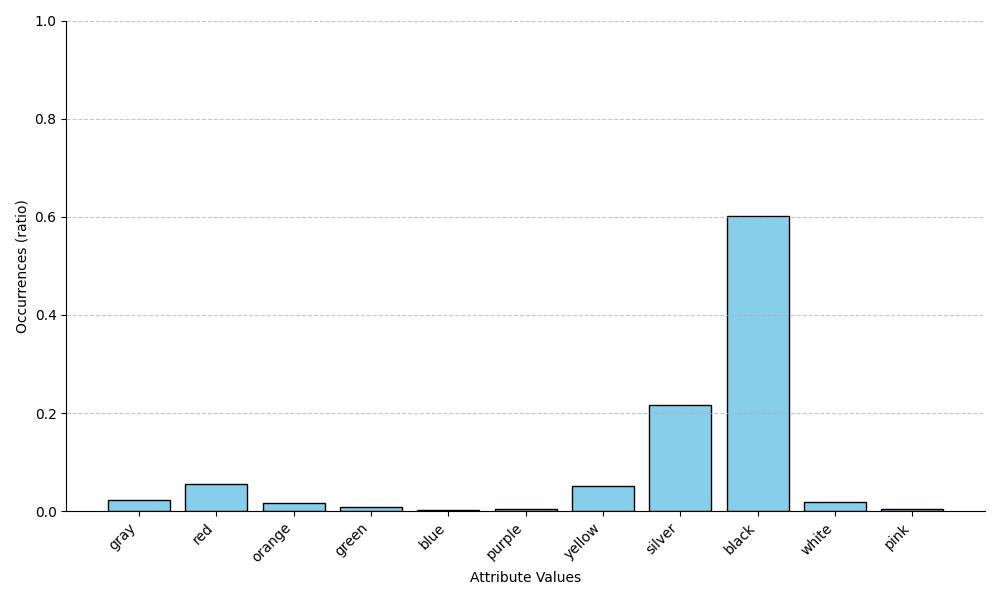 1.0
0.8
0.6
0.4
0.2
0.0
Occurrences (ratio)
gray
red
orange
green
blue
purple
yellow
silver
black
white
pink
Attribute Values